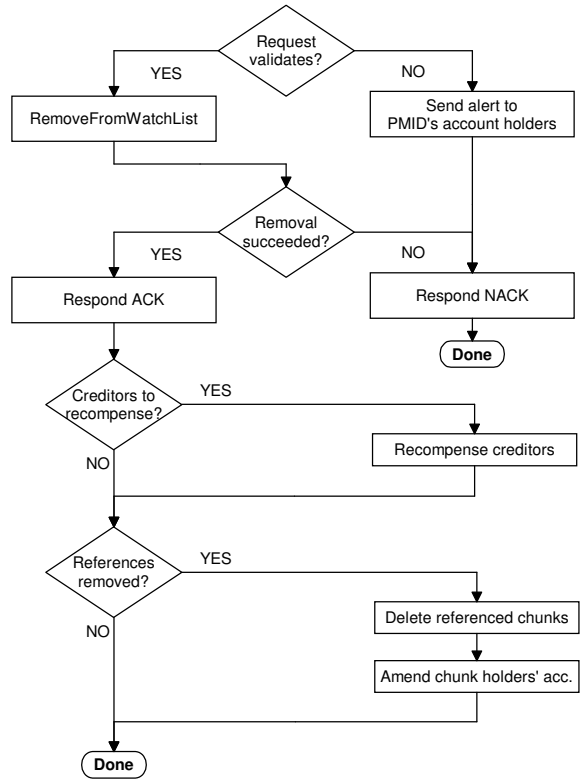 Request
validates?
YES
NO
RemoveFromWatchList
Send alert to
PMID's account holders
Removal
succeeded?
YES
NO
Respond ACK
Respond NACK
Done
Creditors to
recompense?
YES
Recompense creditors
NO
References
removed?
YES
Delete referenced chunks
NO
Amend chunk holders' acc.
Done